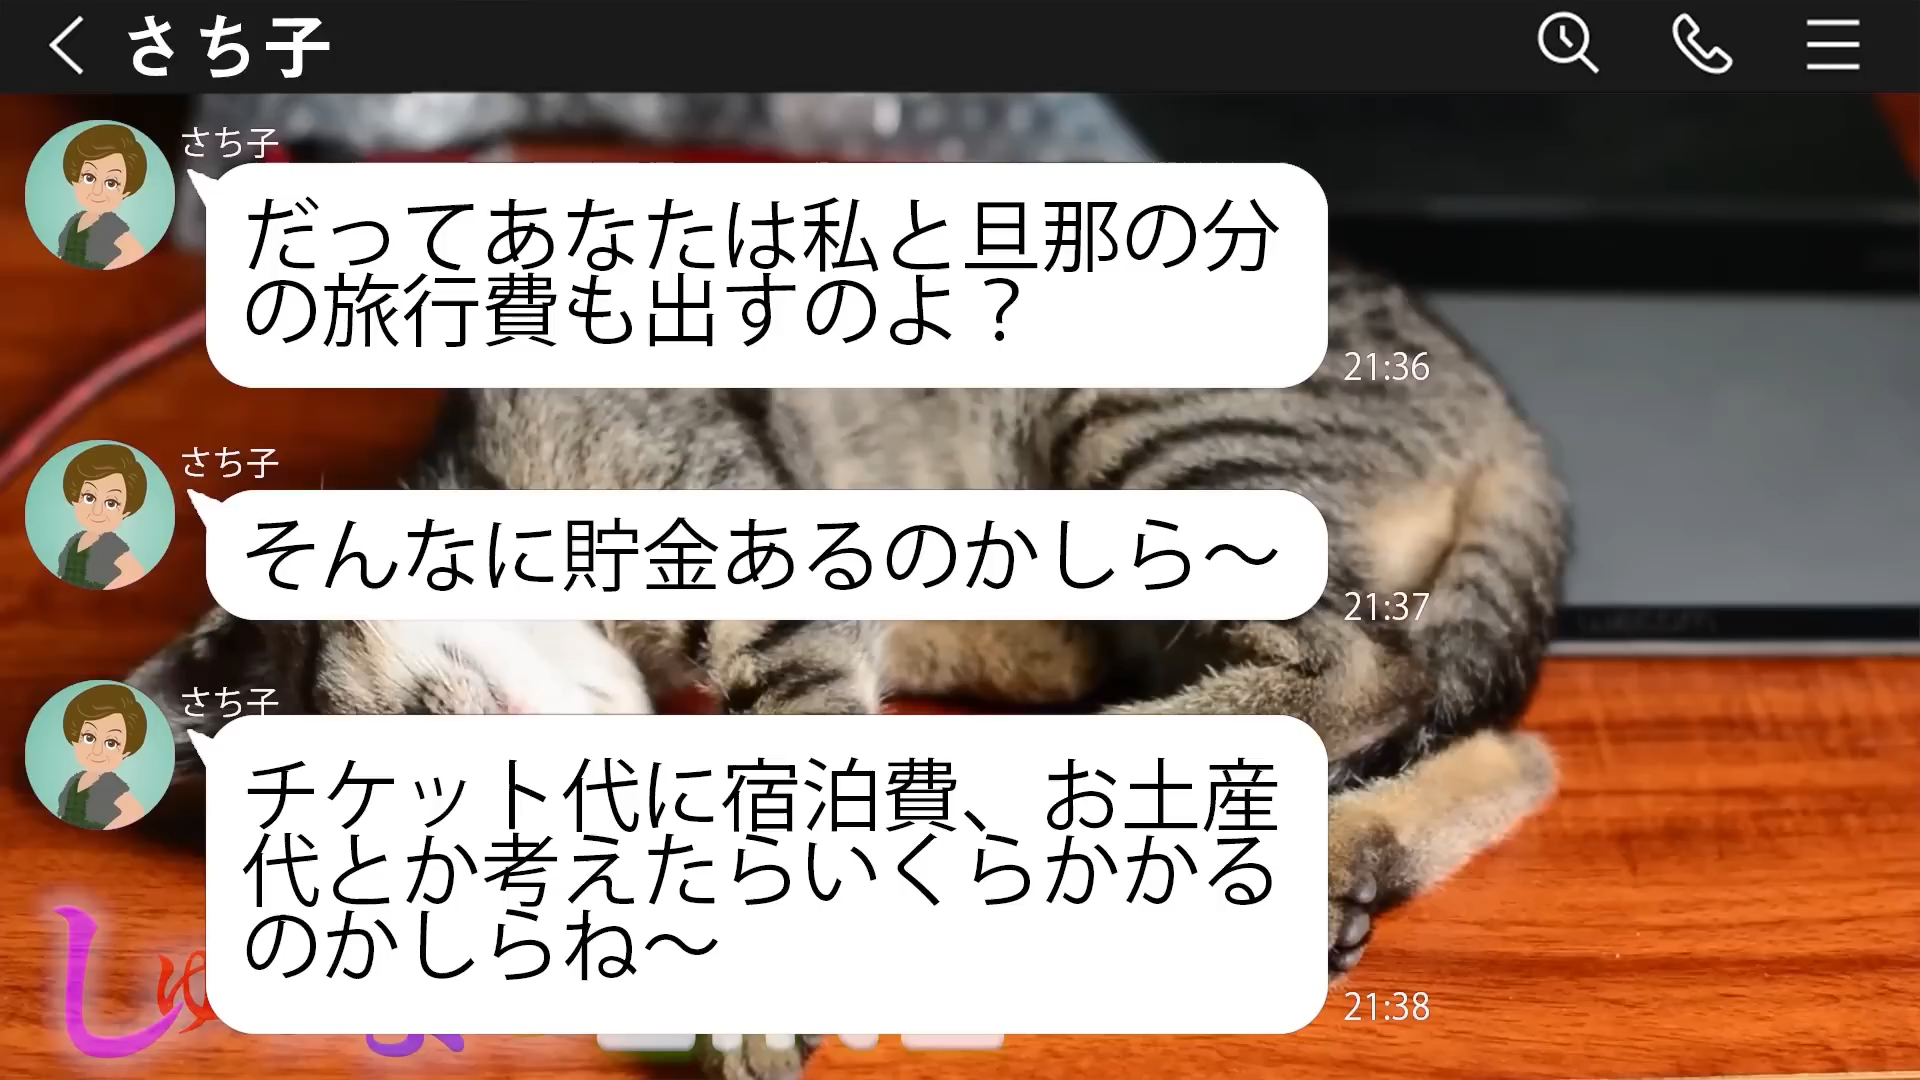 さち子
さち子
だってあなたは私と旦那の分
の旅行費も出すのよ？
21:36
さち子
そんなに貯金あるのかしら～
21:37
さち子
チケット代に宿泊費、お土産
代とか考えたらいくらかかる
のかしらね～
21:38